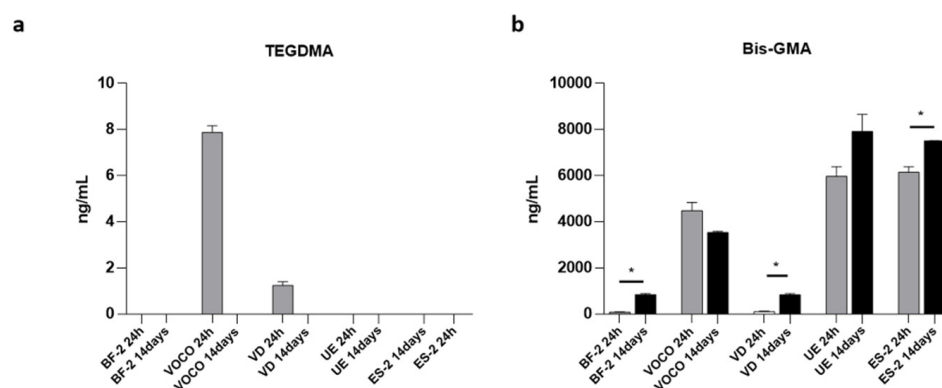 a
TEGDMA
10
8
6
4
2
0
ng/mL
BF-2 24h
BF-2 14days
VOCO 24h
VOCO 14days
VD 24h
VD 14days
UE 24h
UE 14days
ES-2 14days
ES-2 24h
b
Bis-GMA
10000
8000
6000
4000
2000
0
ng/mL
*
*
*
BF-2 24h
BF-2 14days
VOCO 24h
VOCO 14days
VD 24h
VD 14days
UE 24h
UE 14days
ES-2 24h
ES-2 14days